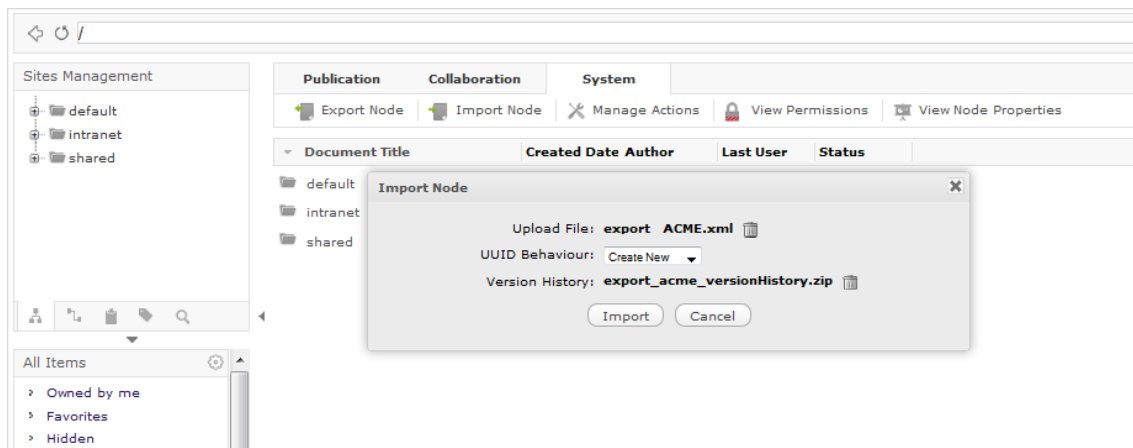 /
Sites Management
default
intranet
shared
Publication Collaboration System
Export Node Import Node Manage Actions View Permissions View Node Properties
Document Title Created Date Author Last User Status
default
intranet
shared
Import Node
Upload File: export ACME.xml
UUID Behaviour: Create New
Version History: export_acme_versionHistory.zip
Import Cancel
All Items
Owned by me
Favorites
Hidden